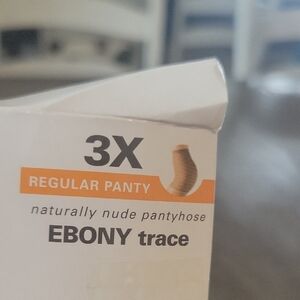 3X
REGULAR PANTY
naturally nude pantyhose
EBONY trace